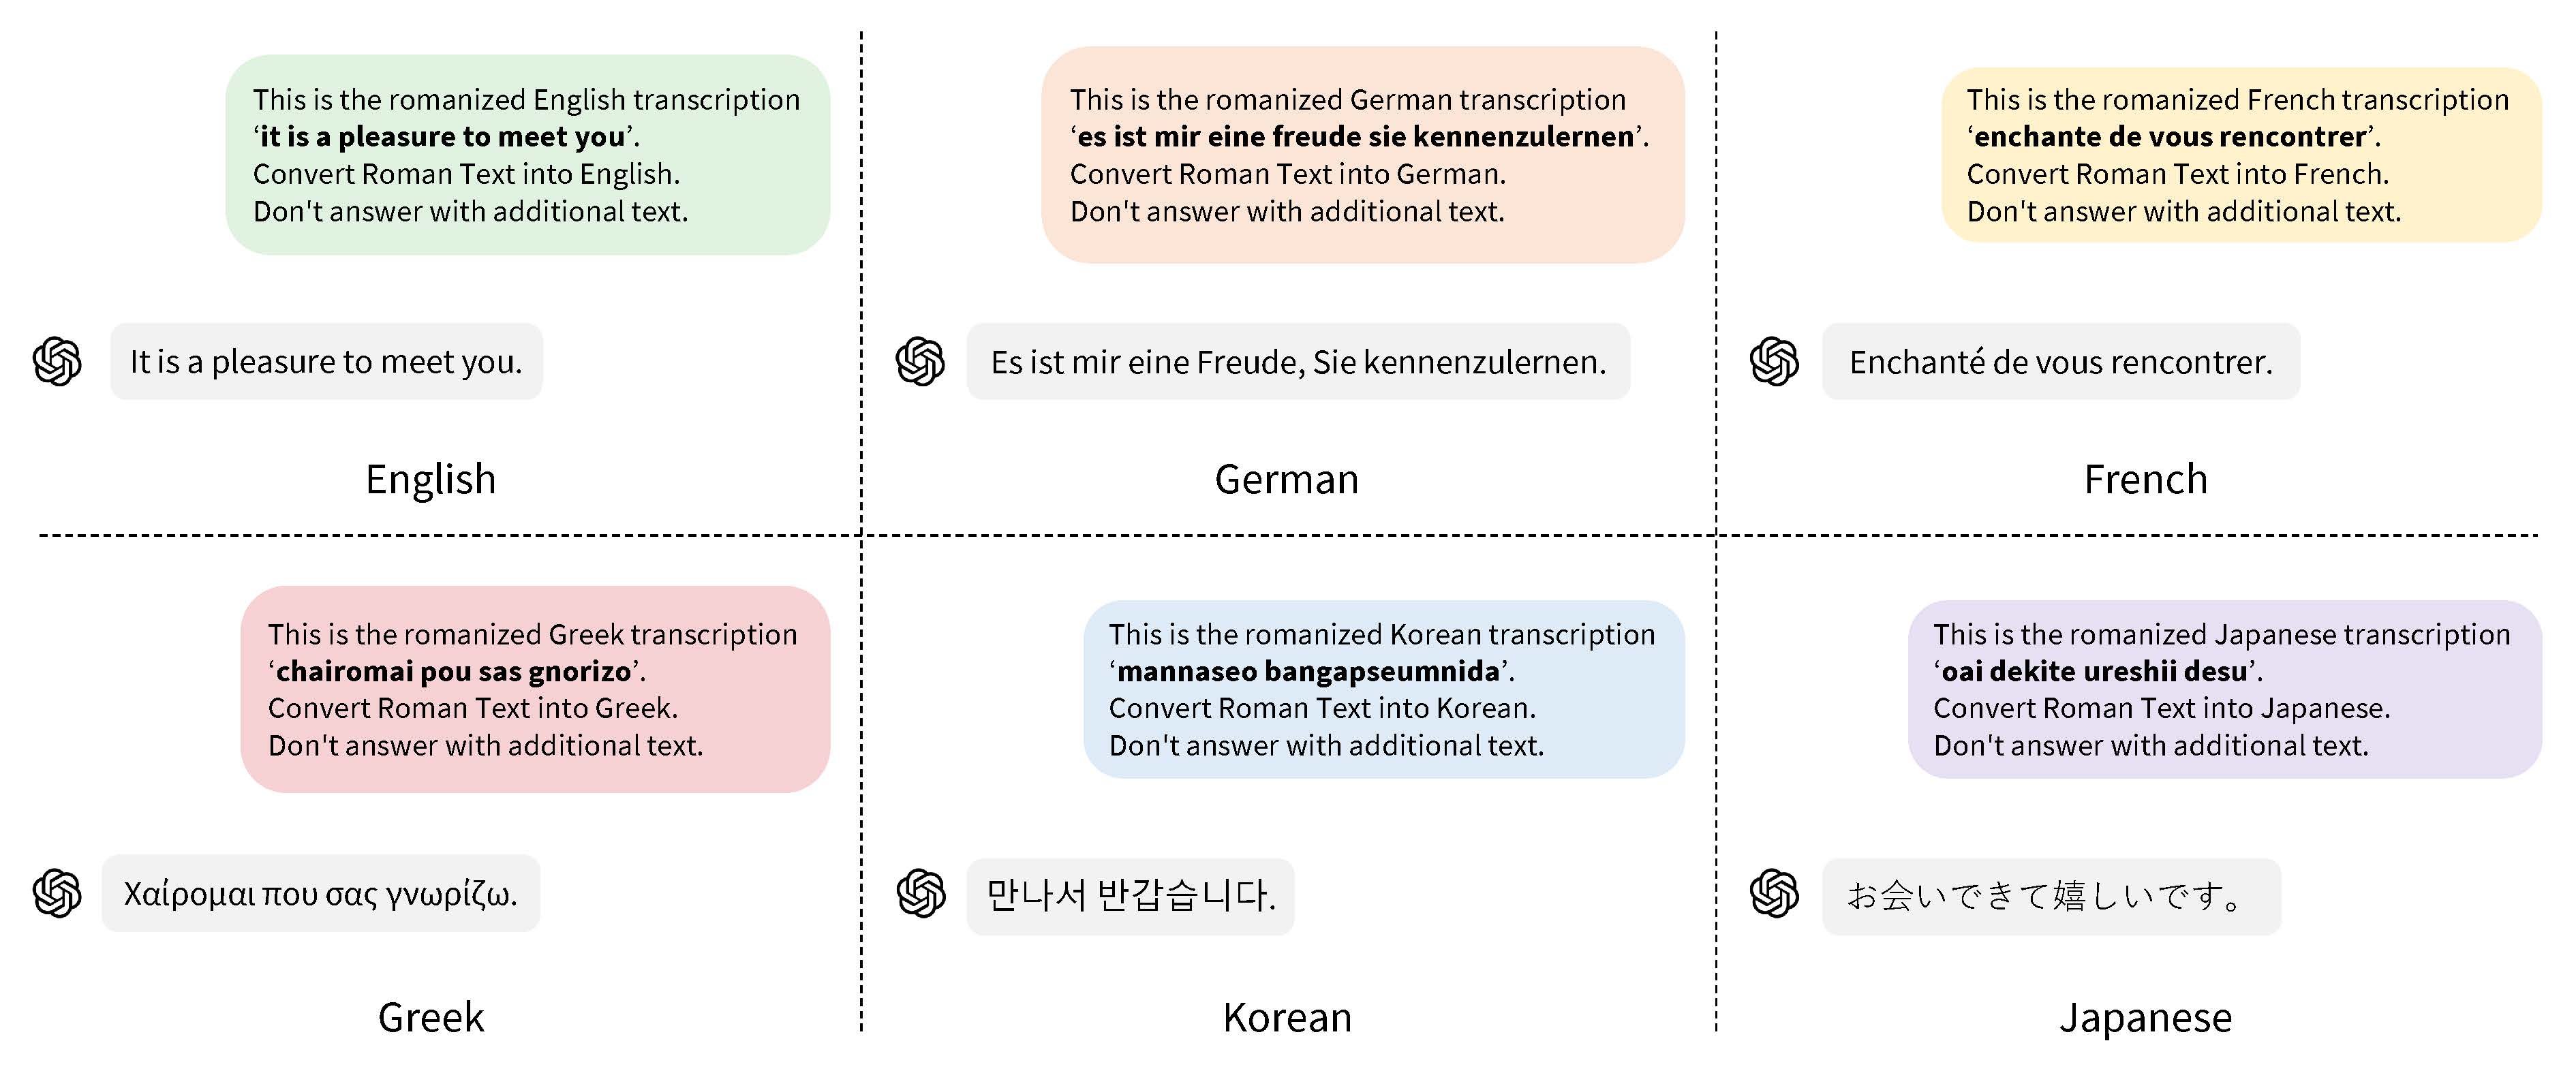 This is the romanized English transcription
‘it is a pleasure to meet you’.
Convert Roman Text into English.
Don't answer with additional text.
It is a pleasure to meet you.
English
This is the romanized German transcription
‘es ist mir eine freude sie kennenzulernen’.
Convert Roman Text into German.
Don't answer with additional text.
Es ist mir eine Freude, Sie kennenzulernen.
German
This is the romanized French transcription
‘enchante de vous rencontrer’.
Convert Roman Text into French.
Don't answer with additional text.
Enchanté de vous rencontrer.
French
This is the romanized Greek transcription
‘chairomai pou sas gnorizo’.
Convert Roman Text into Greek.
Don't answer with additional text.
Χαίρομαι που σας γνωρίζω.
Greek
This is the romanized Korean transcription
‘mannaseo bangapseumnida’.
Convert Roman Text into Korean.
Don't answer with additional text.
만나서 반갑습니다.
Korean
This is the romanized Japanese transcription
‘oai dekite ureshii desu’.
Convert Roman Text into Japanese.
Don't answer with additional text.
お会いできて嬉しいです。
Japanese